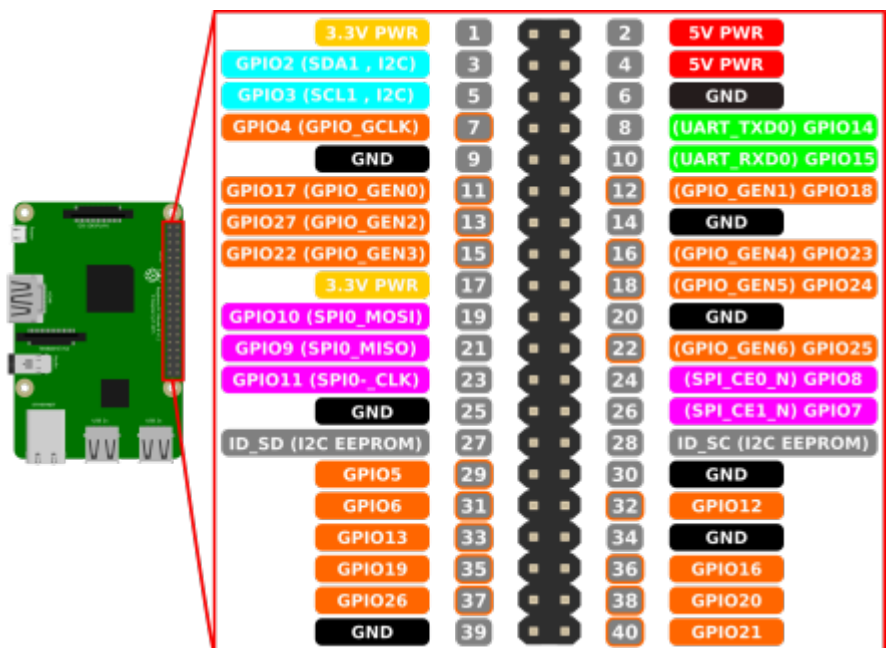 3.3V PWR 1 2 5V PWR
GPIO2 (SDA1 , I2C) 3 4 5V PWR
GPIO3 (SCL1 , I2C) 5 6 GND
GPIO4 (GPIO_GCLK) 7 8 (UART_TXD0) GPIO14
GND 9 10 (UART_RXD0) GPIO15
GPIO17 (GPIO_GEN0) 11 12 (GPIO_GEN1) GPIO18
GPIO27 (GPIO_GEN2) 13 14 GND
GPIO22 (GPIO_GEN3) 15 16 (GPIO_GEN4) GPIO23
3.3V PWR 17 18 (GPIO_GEN5) GPIO24
GPIO10 (SPI0_MOSI) 19 20 GND
GPIO9 (SPI0_MISO) 21 22 (GPIO_GEN6) GPIO25
GPIO11 (SPI0-_CLK) 23 24 (SPI_CE0_N) GPIO8
GND 25 26 (SPI_CE1_N) GPIO7
ID_SD (I2C EEPROM) 27 28 ID_SC (I2C EEPROM)
GPIO5 29 30 GND
GPIO6 31 32 GPIO12
GPIO13 33 34 GND
GPIO19 35 36 GPIO16
GPIO26 37 38 GPIO20
GND 39 40 GPIO21